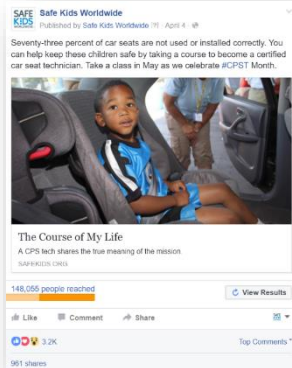 SAFE
KIDS
WORLDWIDE
Safe Kids Worldwide
Published by Safe Kids Worldwide · April 4 ·
Seventy-three percent of car seats are not used or installed correctly. You
can help keep these children safe by taking a course to become a certified
car seat technician. Take a class in May as we celebrate #CPST Month.
The Course of My Life
A CPS tech shares the true meaning of the mission
SAFEKIDS.ORG
148,055 people reached
View Results
Like Comment Share
3.2K Top Comments
961 shares